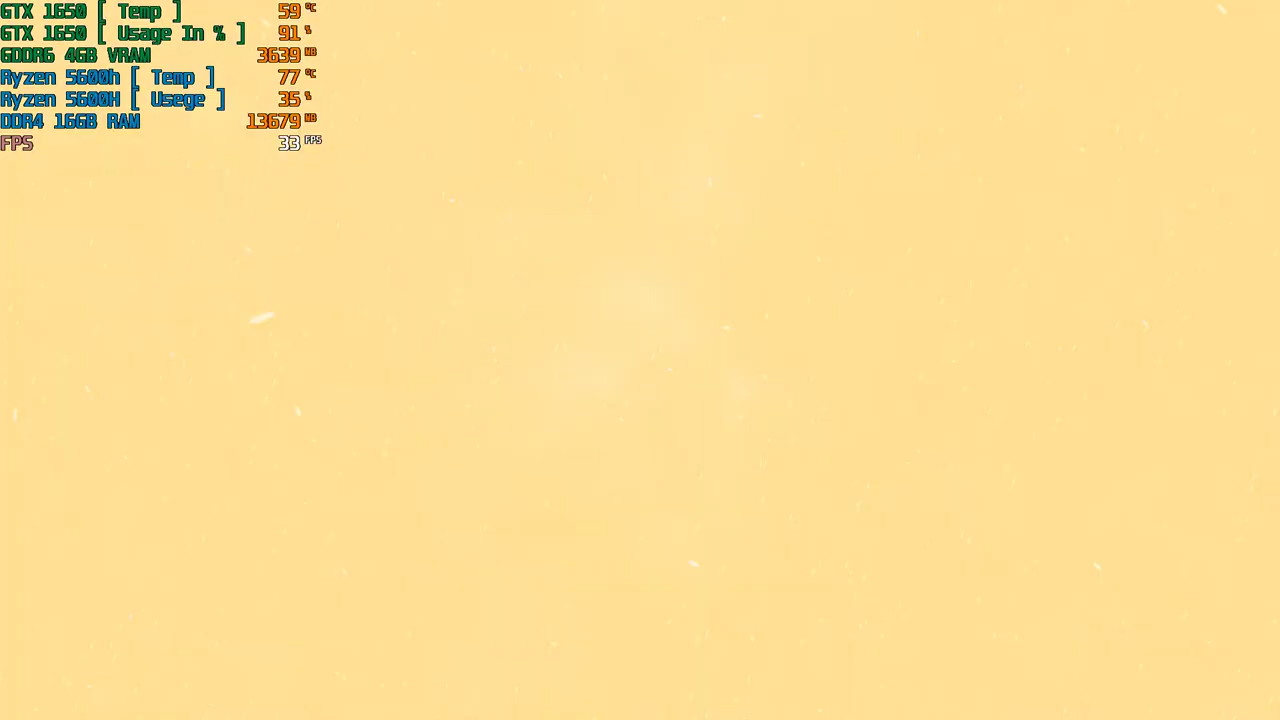 GTX 1650 [ Temp ] 59 °C
GTX 1650 [ Usage In % ] 91 %
GDDR6 4GB VRAM 3639 MB
Ryzen 5600h [ Temp ] 77 °C
Ryzen 5600H [ Usege ] 35 %
DDR4 16GB RAM 13679 MB
FPS 33 FPS